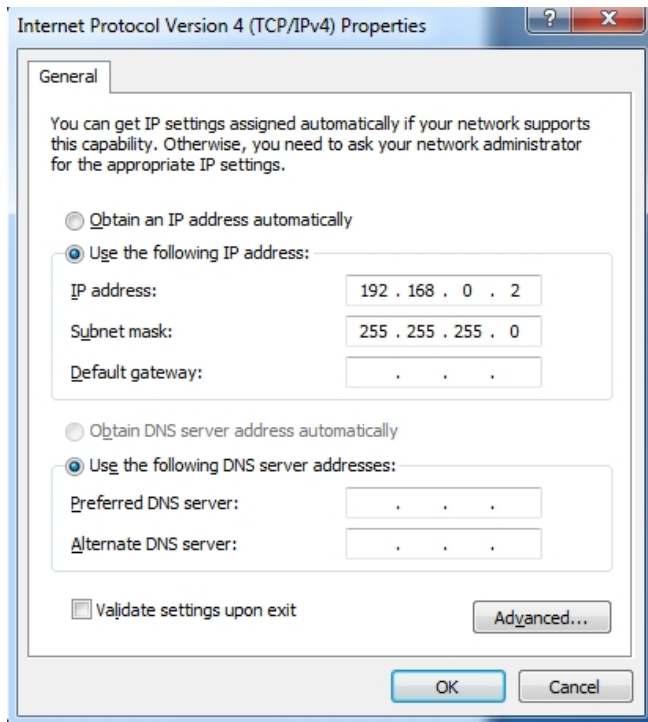 Internet Protocol Version 4 (TCP/IPv4) Properties
?
General
You can get IP settings assigned automatically if your network supports
this capability. Otherwise, you need to ask your network administrator
for the appropriate IP settings.
Obtain an IP address automatically
Use the following IP address:
IP address: 192 . 168 . 0 . 2
Subnet mask: 255 . 255 . 255 . 0
Default gateway: . . .
Obtain DNS server address automatically
Use the following DNS server addresses:
Preferred DNS server: . . .
Alternate DNS server: . . .
Validate settings upon exit
Advanced...
OK Cancel